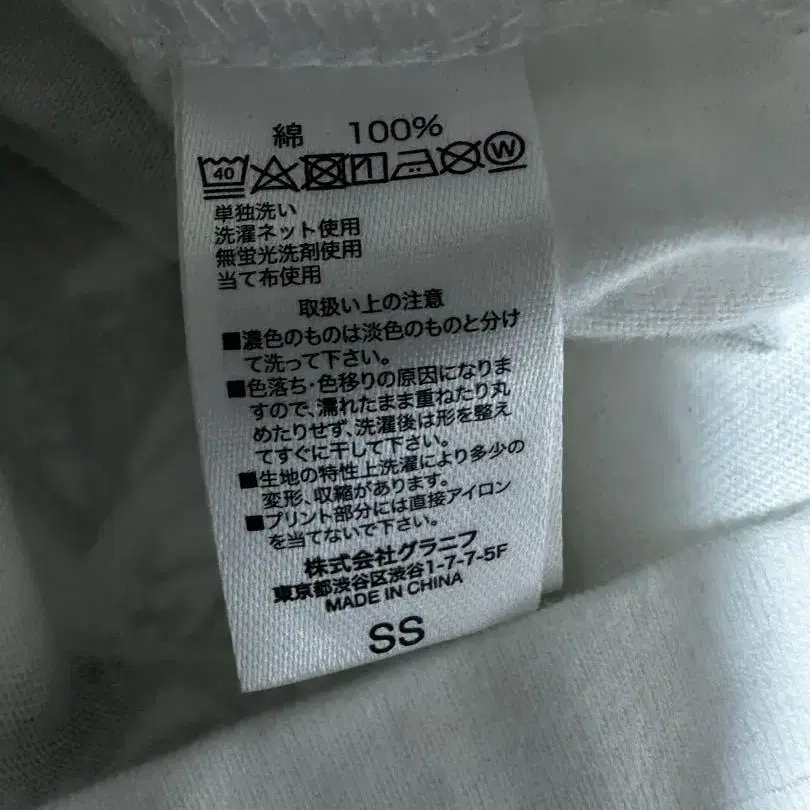 綿 100%
40 W
単独洗い
洗濯ネット使用
無蛍光洗剤使用
当て布使用
取扱い上の注意
■濃色のものは淡色のものと分け
て洗って下さい。
■色落ち・色移りの原因になりま
すので、濡れたまま重ねたり丸
めたりせず、洗濯後は形を整え
てすぐに干して下さい。
■生地の特性上洗濯により多少の
変形、収縮があります。
■プリント部分には直接アイロン
を当てないで下さい。
株式会社グラニフ
東京都渋谷区渋谷1-7-7-5F
MADE IN CHINA
SS